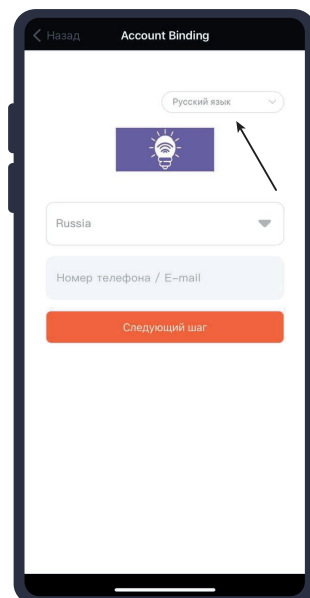 Назад Account Binding
Русский язык
Russia
Номер телефона / E-mail
Следующий шаг